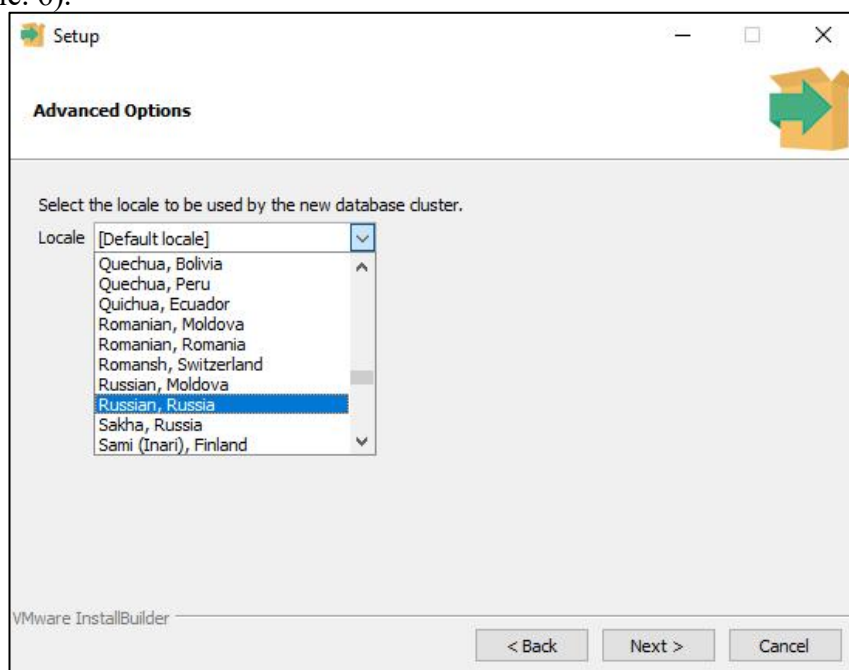 Setup
Advanced Options
Select the locale to be used by the new database cluster.
Locale [Default locale]
Quechua, Bolivia
Quechua, Peru
Quichua, Ecuador
Romanian, Moldova
Romanian, Romania
Romansh, Switzerland
Russian, Moldova
Russian, Russia
Sakha, Russia
Sami (Inari), Finland
VMware InstallBuilder
< Back Next > Cancel